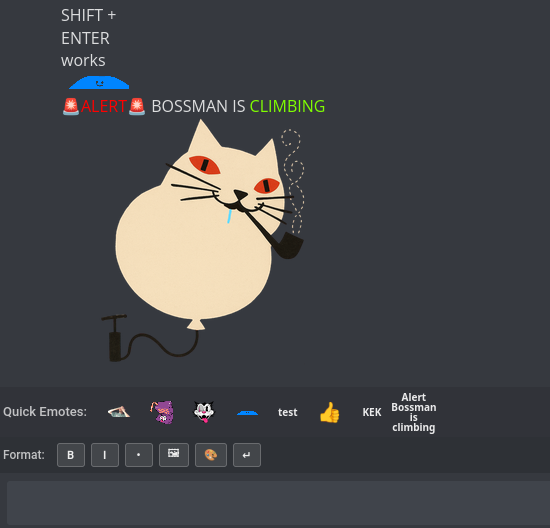 SHIFT +
ENTER
works
🚨ALERT🚨 BOSSMAN IS CLIMBING
Quick Emotes: test 👍 KEK Alert Bossman is climbing
Format: B I • ↵